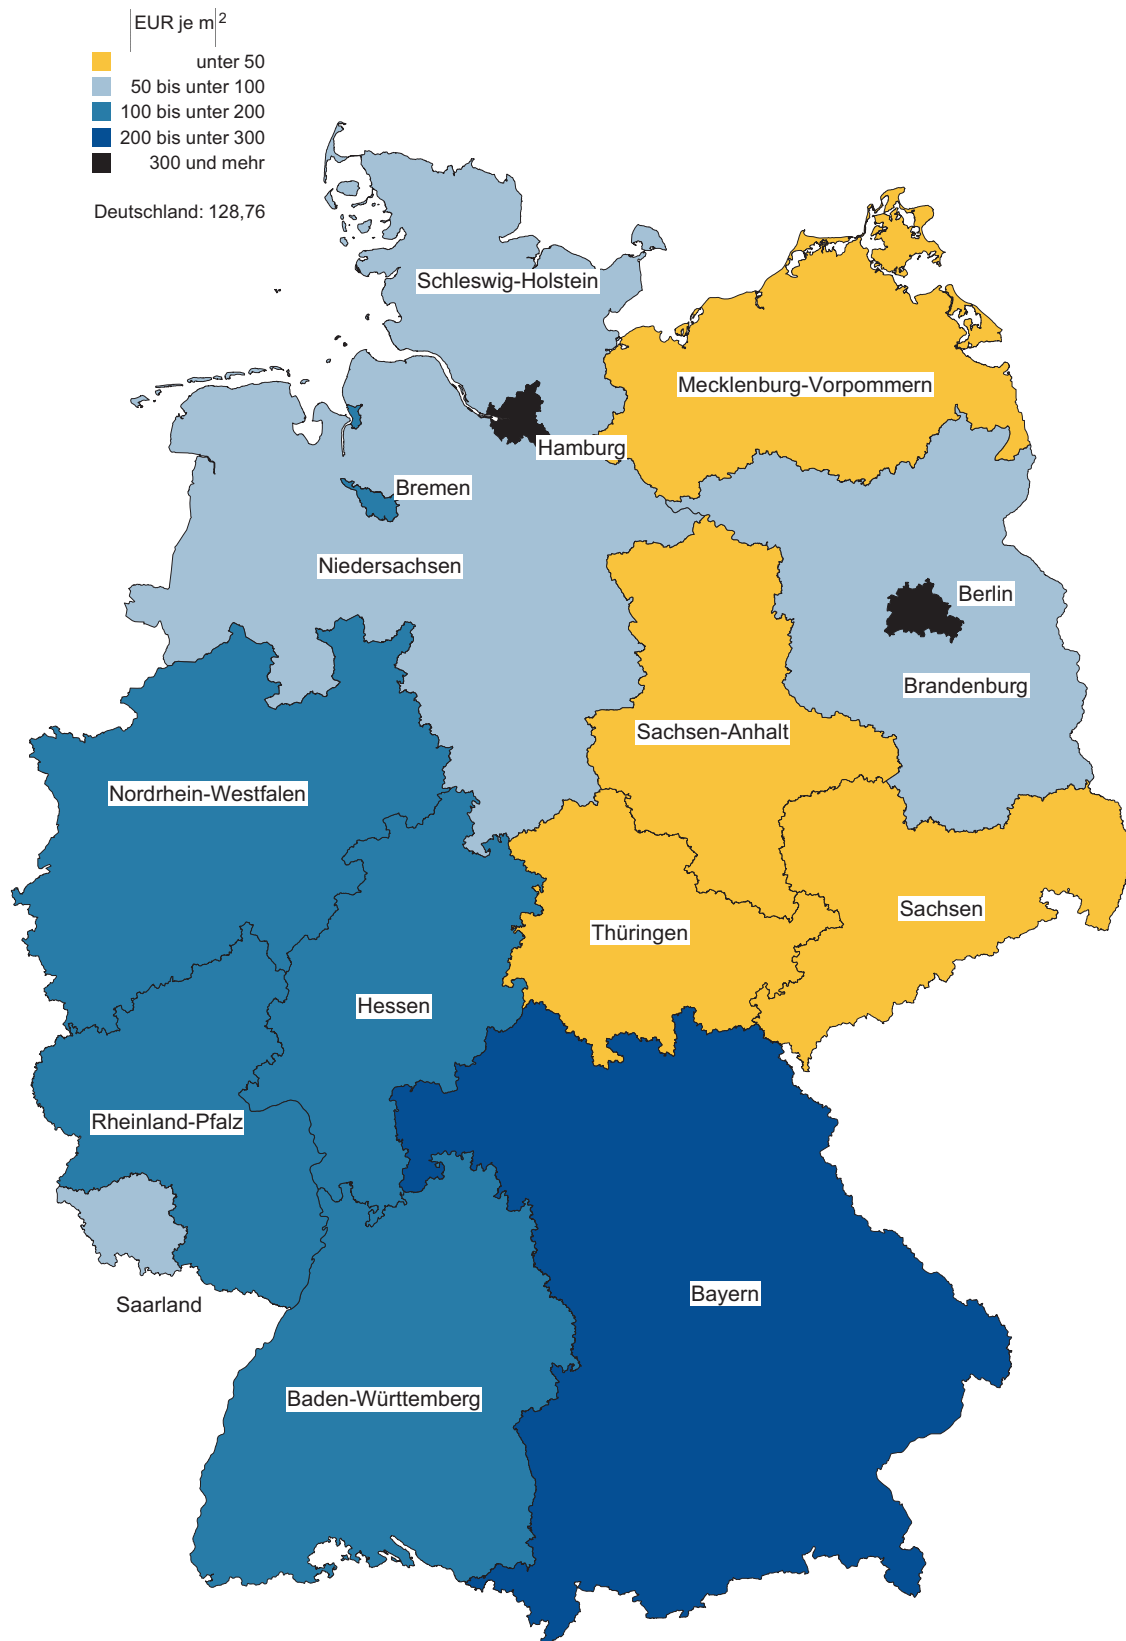 EUR je m²
unter 50
50 bis unter 100
100 bis unter 200
200 bis unter 300
300 und mehr
Deutschland: 128,76
Schleswig-Holstein
Mecklenburg-Vorpommern
Hamburg
Bremen
Niedersachsen
Berlin
Brandenburg
Sachsen-Anhalt
Nordrhein-Westfalen
Sachsen
Thüringen
Hessen
Rheinland-Pfalz
Bayern
Saarland
Baden-Württemberg